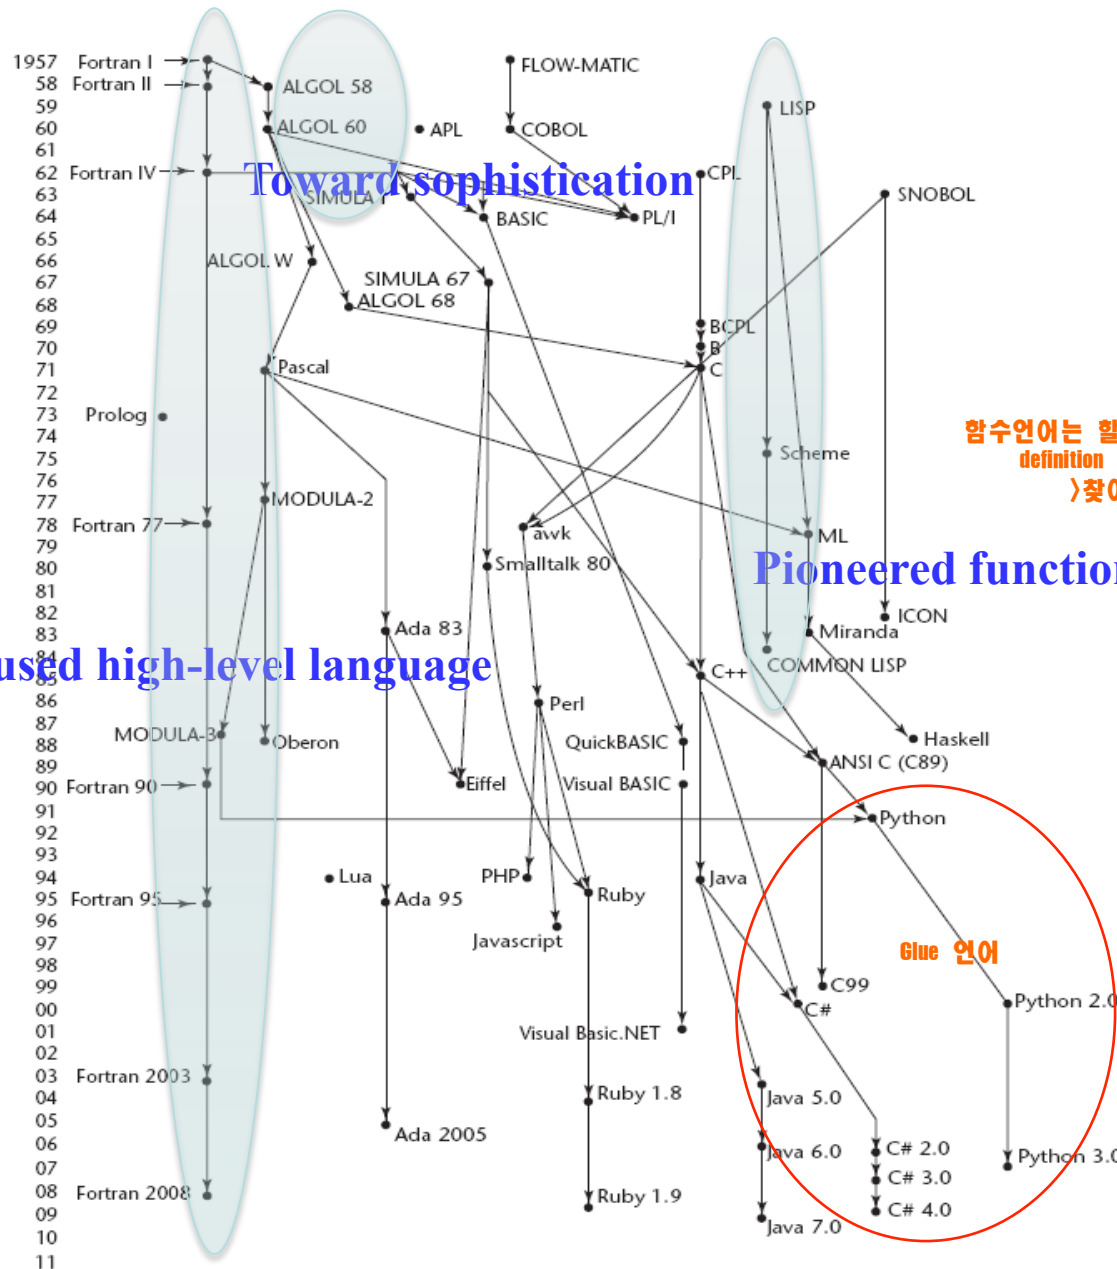 1957 Fortran I FLOW-MATIC
58 Fortran II ALGOL 58
59 LISP
60 ALGOL 60 APL COBOL
61
62 Fortran IV CPL
Toward sophistication
63 SIMULA I SNOBOL
64 BASIC PL/I
65
66 ALGOL W
67 SIMULA 67
68 ALGOL 68
69 BCPL
70 B
71 Pascal C
72
73 Prolog
74 함수언어는
75 Scheme definition
76
77 MODULA-2
78 Fortran 77 awk ML
79
80 Smalltalk 80 Pioneered function
81
82 ICON
83 Ada 83 Miranda
84 COMMON LISP
used high-level language
85 C++
86 Perl
87 MODULA-3
88 Oberon QuickBASIC Haskell
89 ANSI C (C89)
90 Fortran 90 Eiffel Visual BASIC
91 Python
92
93
94 Lua PHP Java
95 Fortran 95 Ada 95 Ruby
96 Javascript
97 Glue 언어
98
99 C99
00 C# Python 2.0
01 Visual Basic.NET
02
03 Fortran 2003
04 Ruby 1.8 Java 5.0
05 Ada 2005
06 Java 6.0 C# 2.0
07 C# 3.0 Python 3.0
08 Fortran 2008 Ruby 1.9
09 Java 7.0 C# 4.0
10
11